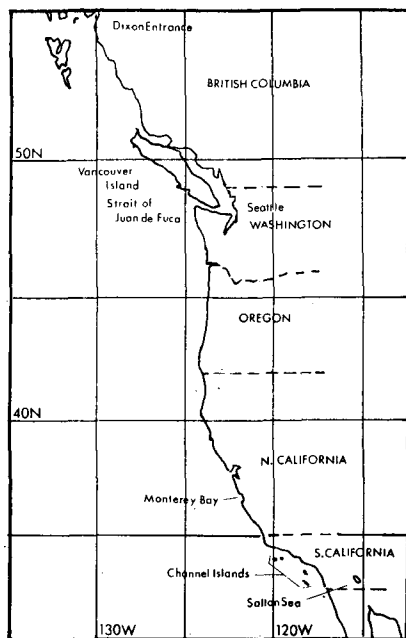 Dixon Entrance
BRITISH COLUMBIA
50N
Vancouver
Island
Strait of
Juan de Fuca
Seattle
WASHINGTON
OREGON
40N
N. CALIFORNIA
Monterey Bay
S. CALIFORNIA
Channel Islands
Salton Sea
130W
120W